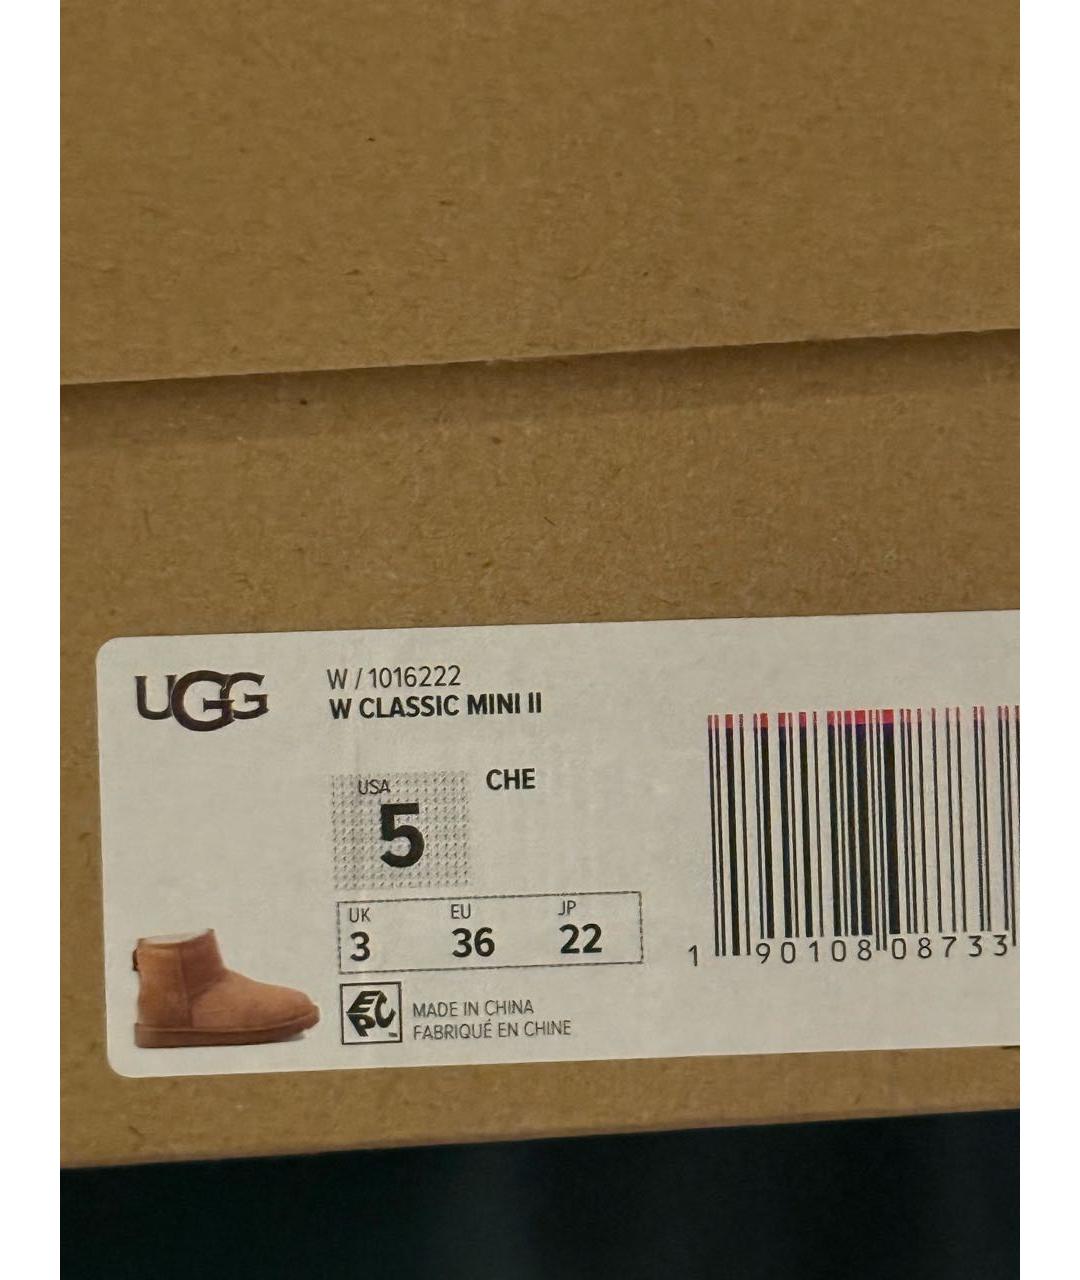 UGG
W / 1016222
W CLASSIC MINI II
USA
5
CHE
UK EU JP
3 36 22
EPC
MADE IN CHINA
FABRIQUÉ EN CHINE
1 90108 08733